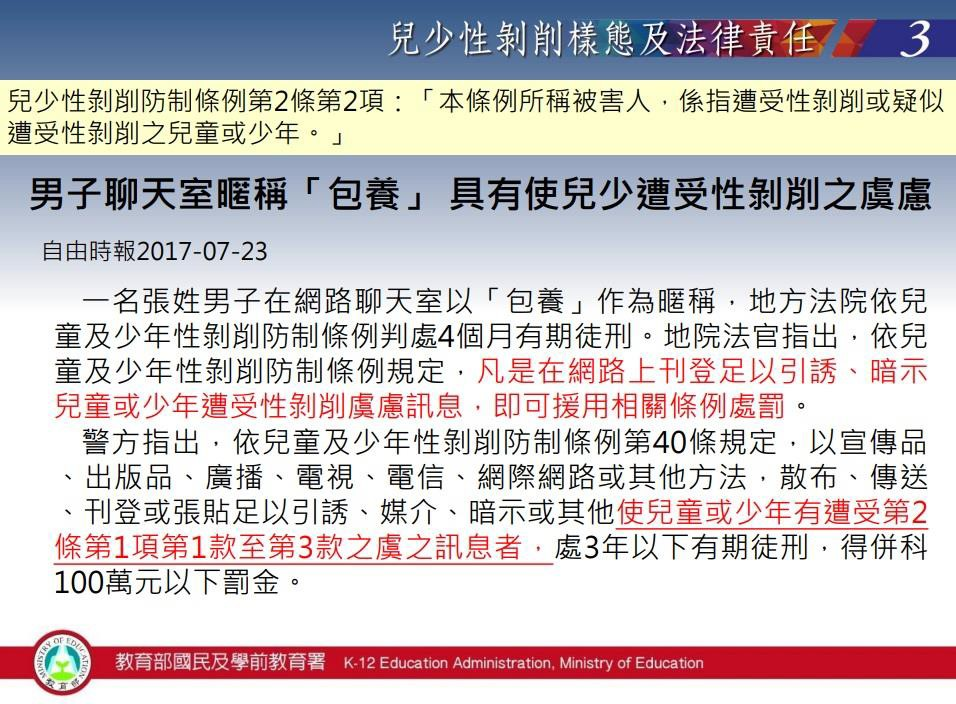 兒少性剝削樣態及法律責任 3
兒少性剝削防制條例第2條第2項：「本條例所稱被害人，係指遭受性剝削或疑似
遭受性剝削之兒童或少年。」
男子聊天室暱稱「包養」 具有使兒少遭受性剝削之虞慮
自由時報2017-07-23
一名張姓男子在網路聊天室以「包養」作為暱稱，地方法院依兒
童及少年性剝削防制條例判處4個月有期徒刑。地院法官指出，依兒
童及少年性剝削防制條例規定，凡是在網路上刊登足以引誘、暗示
兒童或少年遭受性剝削虞慮訊息，即可援用相關條例處罰。
警方指出，依兒童及少年性剝削防制條例第40條規定，以宣傳品
、出版品、廣播、電視、電信、網際網路或其他方法，散布、傳送
、刊登或張貼足以引誘、媒介、暗示或其他使兒童或少年有遭受第2
條第1項第1款至第3款之虞之訊息者，處3年以下有期徒刑，得併科
100萬元以下罰金。
MINISTRY OF EDUCATION
教育部
教育部國民及學前教育署 K-12 Education Administration, Ministry of Education